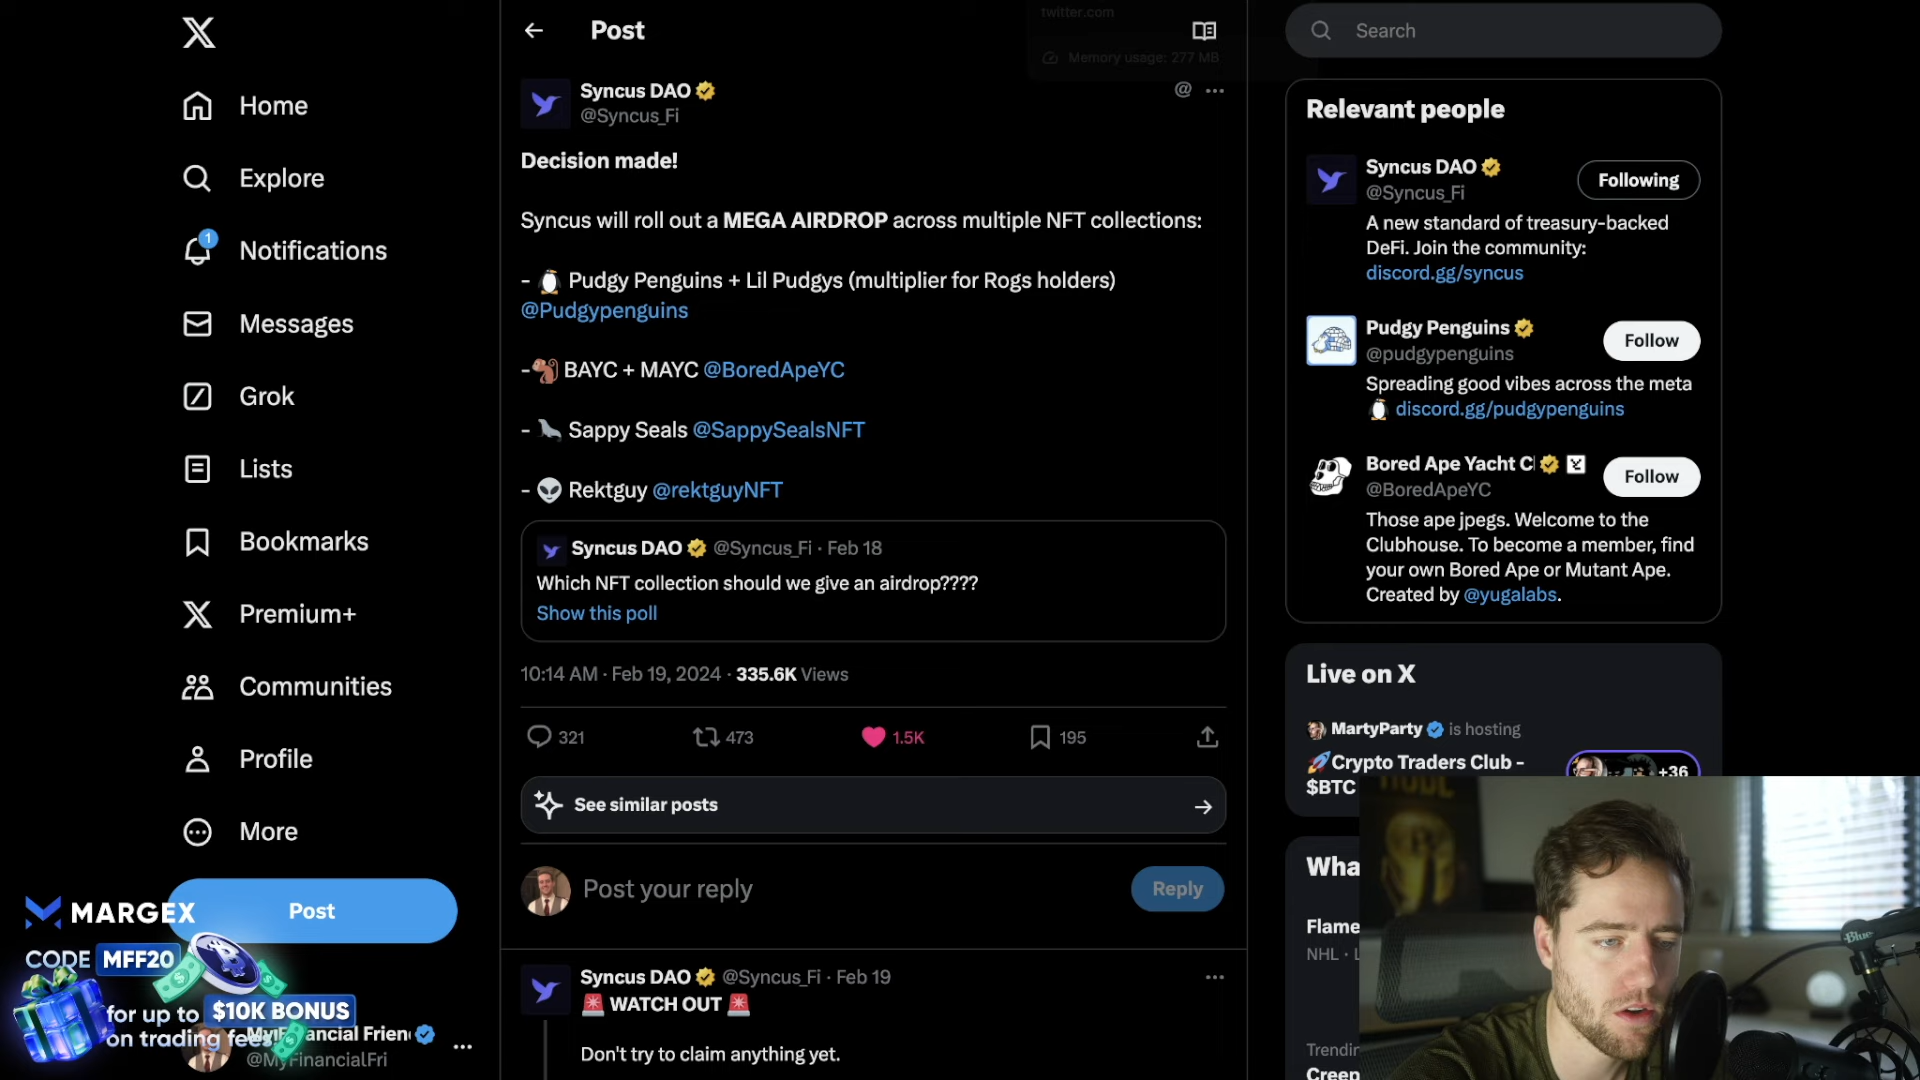 Home
Explore
1
Notifications
Messages
Grok
Lists
Bookmarks
Premium+
Communities
Profile
More
Post
MARGEX
CODE MFF20
for up to $10K BONUS
on trading fees
@MyFinancialFri
Post
twitter.com
Memory usage: 277 MB
Syncus DAO
@Syncus_Fi
Decision made!
Syncus will roll out a MEGA AIRDROP across multiple NFT collections:
- 🐧 Pudgy Penguins + Lil Pudgys (multiplier for Rogs holders)
@Pudgypenguins
-🐒 BAYC + MAYC @BoredApeYC
- 🦭 Sappy Seals @SappySealsNFT
- 👽 Rektguy @rektguyNFT
Syncus DAO @Syncus_Fi · Feb 18
Which NFT collection should we give an airdrop????
Show this poll
10:14 AM · Feb 19, 2024 · 335.6K Views
321 473 1.5K 195
See similar posts
Post your reply
Reply
Syncus DAO @Syncus_Fi · Feb 19
🚨 WATCH OUT 🚨
Don't try to claim anything yet.
Search
Relevant people
Syncus DAO
@Syncus_Fi
Following
A new standard of treasury-backed
DeFi. Join the community:
discord.gg/syncus
Pudgy Penguins
@pudgypenguins
Follow
Spreading good vibes across the meta
🐧 discord.gg/pudgypenguins
Bored Ape Yacht C
@BoredApeYC
Follow
Those ape jpegs. Welcome to the
Clubhouse. To become a member, find
your own Bored Ape or Mutant Ape.
Created by @yugalabs.
Live on X
MartyParty is hosting
🚀Crypto Traders Club -
$BTC
+36
Wha
Flame
NHL · L
Trendin
Creep
Blue